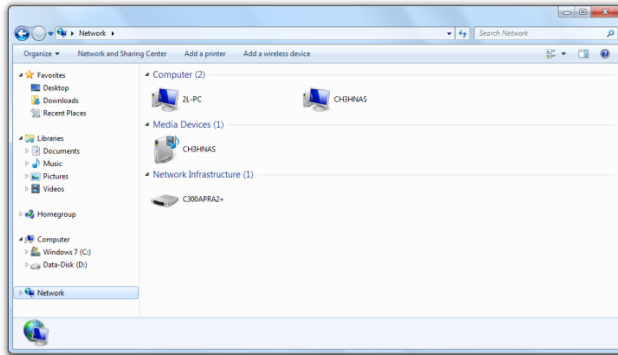 Network
Search Network
Organize
Network and Sharing Center
Add a printer
Add a wireless device
Favorites
Desktop
Downloads
Recent Places
Libraries
Documents
Music
Pictures
Videos
Homegroup
Computer
Windows 7 (C:)
Data-Disk (D:)
Network
Computer (2)
2L-PC
CH3HNAS
Media Devices (1)
CH3HNAS
Network Infrastructure (1)
C300APRA2+